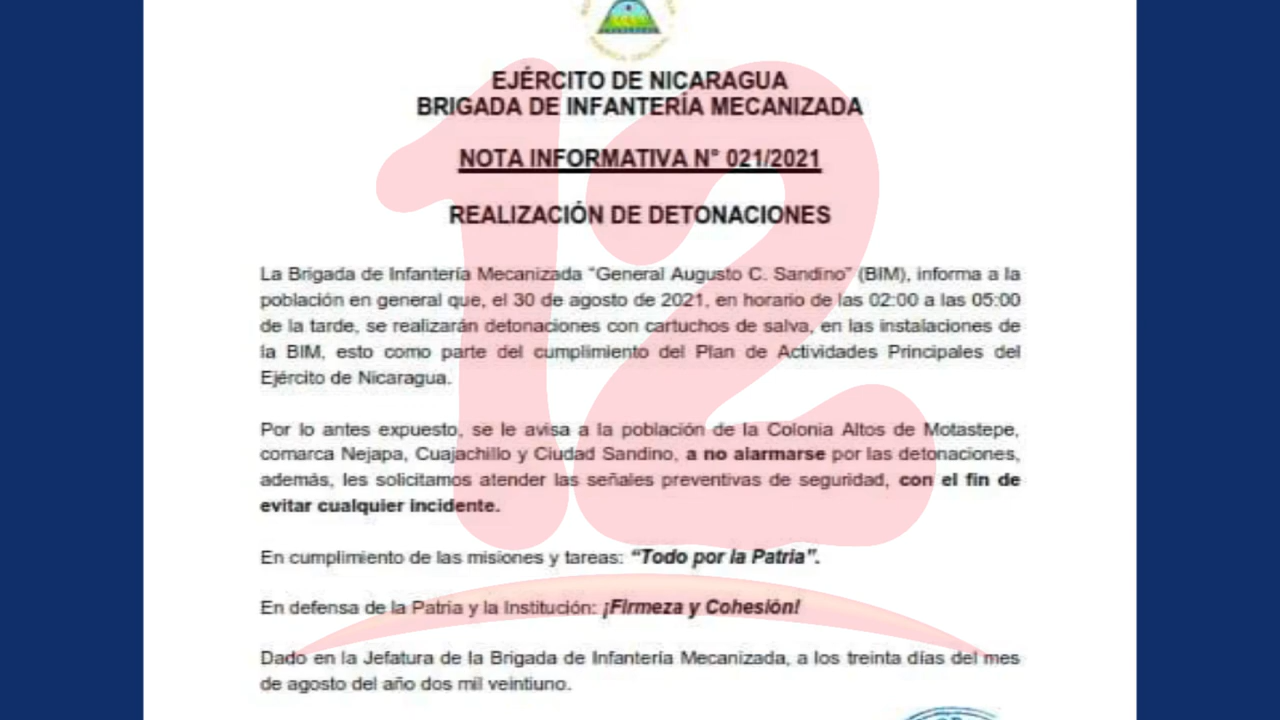 AMÉRICA CENTRAL
EJÉRCITO DE NICARAGUA
BRIGADA DE INFANTERÍA MECANIZADA
NOTA INFORMATIVA N° 021/2021
REALIZACIÓN DE DETONACIONES
12
La Brigada de Infantería Mecanizada "General Augusto C. Sandino" (BIM), informa a la
población en general que, el 30 de agosto de 2021, en horario de las 02:00 a las 05:00
de la tarde, se realizarán detonaciones con cartuchos de salva, en las instalaciones de
la BIM, esto como parte del cumplimiento del Plan de Actividades Principales del
Ejército de Nicaragua.
Por lo antes expuesto, se le avisa a la población de la Colonia Altos de Motastepe,
comarca Nejapa, Cuajachillo y Ciudad Sandino, a no alarmarse por las detonaciones,
además, les solicitamos atender las señales preventivas de seguridad, con el fin de
evitar cualquier incidente.
En cumplimiento de las misiones y tareas: "Todo por la Patria".
En defensa de la Patria y la Institución: ¡Firmeza y Cohesión!
Dado en la Jefatura de la Brigada de Infantería Mecanizada, a los treinta días del mes
de agosto del año dos mil veintiuno.